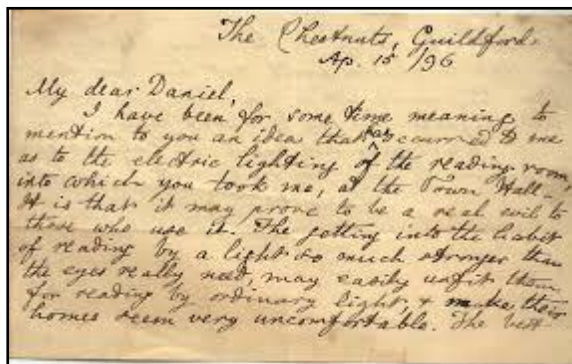 The Chestnuts, Guildford.
Ap. 15 /96
My dear Daniel,
I have been for some time meaning to
mention to you an idea that has occurred to me
as to the electric lighting of the reading room,
into which you took me, at the Town Hall.
It is that it may prove to be a real evil to
those who use it. The getting into the habit
of reading by a light so much stronger than
the eyes really need may easily unfit them
for reading by ordinary light, & make their
homes seem very uncomfortable. The best